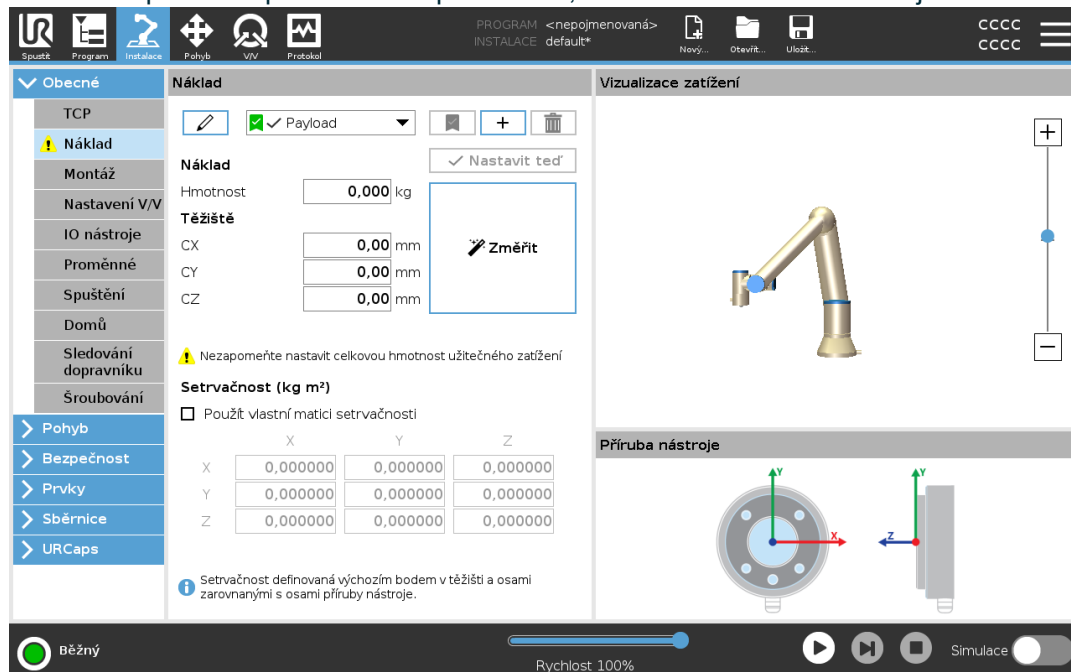 PROGRAM <nepojmenovaná>
INSTALACE default*
CCCC
CCCC
UR
Spustit Program Instalace Pohyb V/V Protokol Nový... Otevřít... Uložit...
Obecné
TCP
Náklad
Montáž
Nastavení V/V
IO nástroje
Proměnné
Spuštění
Domů
Sledování
dopravníku
Šroubování
Pohyb
Bezpečnost
Prvky
Sběrnice
URCaps
Náklad
Payload
Náklad
Nastavit teď
Hmotnost 0,000 kg
Těžiště
CX 0,00 mm
CY 0,00 mm
CZ 0,00 mm
Změřit
Nezapomeňte nastavit celkovou hmotnost užitečného zatížení
Setrvačnost (kg m²)
Použít vlastní matici setrvačnosti
X Y Z
X 0,000000 0,000000 0,000000
Y 0,000000 0,000000 0,000000
Z 0,000000 0,000000 0,000000
Setrvačnost definovaná výchozím bodem v těžišti a osami
zarovnanými s osami příruby nástroje.
Vizualizace zatížení
Příruba nástroje
Y Y
X Z
Běžný
Rychlost 100%
Simulace